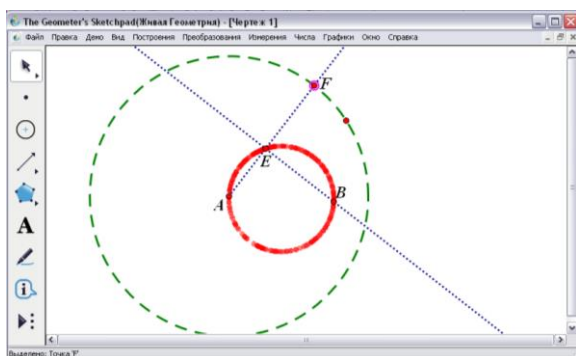 The Geometer's Sketchpad(Живая Геометрия) - [Чертеж 1]
Файл Правка Дено Вид Построения Преобразования Измерения Числа Графики Окно Справка
F
E
B
A
A
Выделено: Точка 'F'